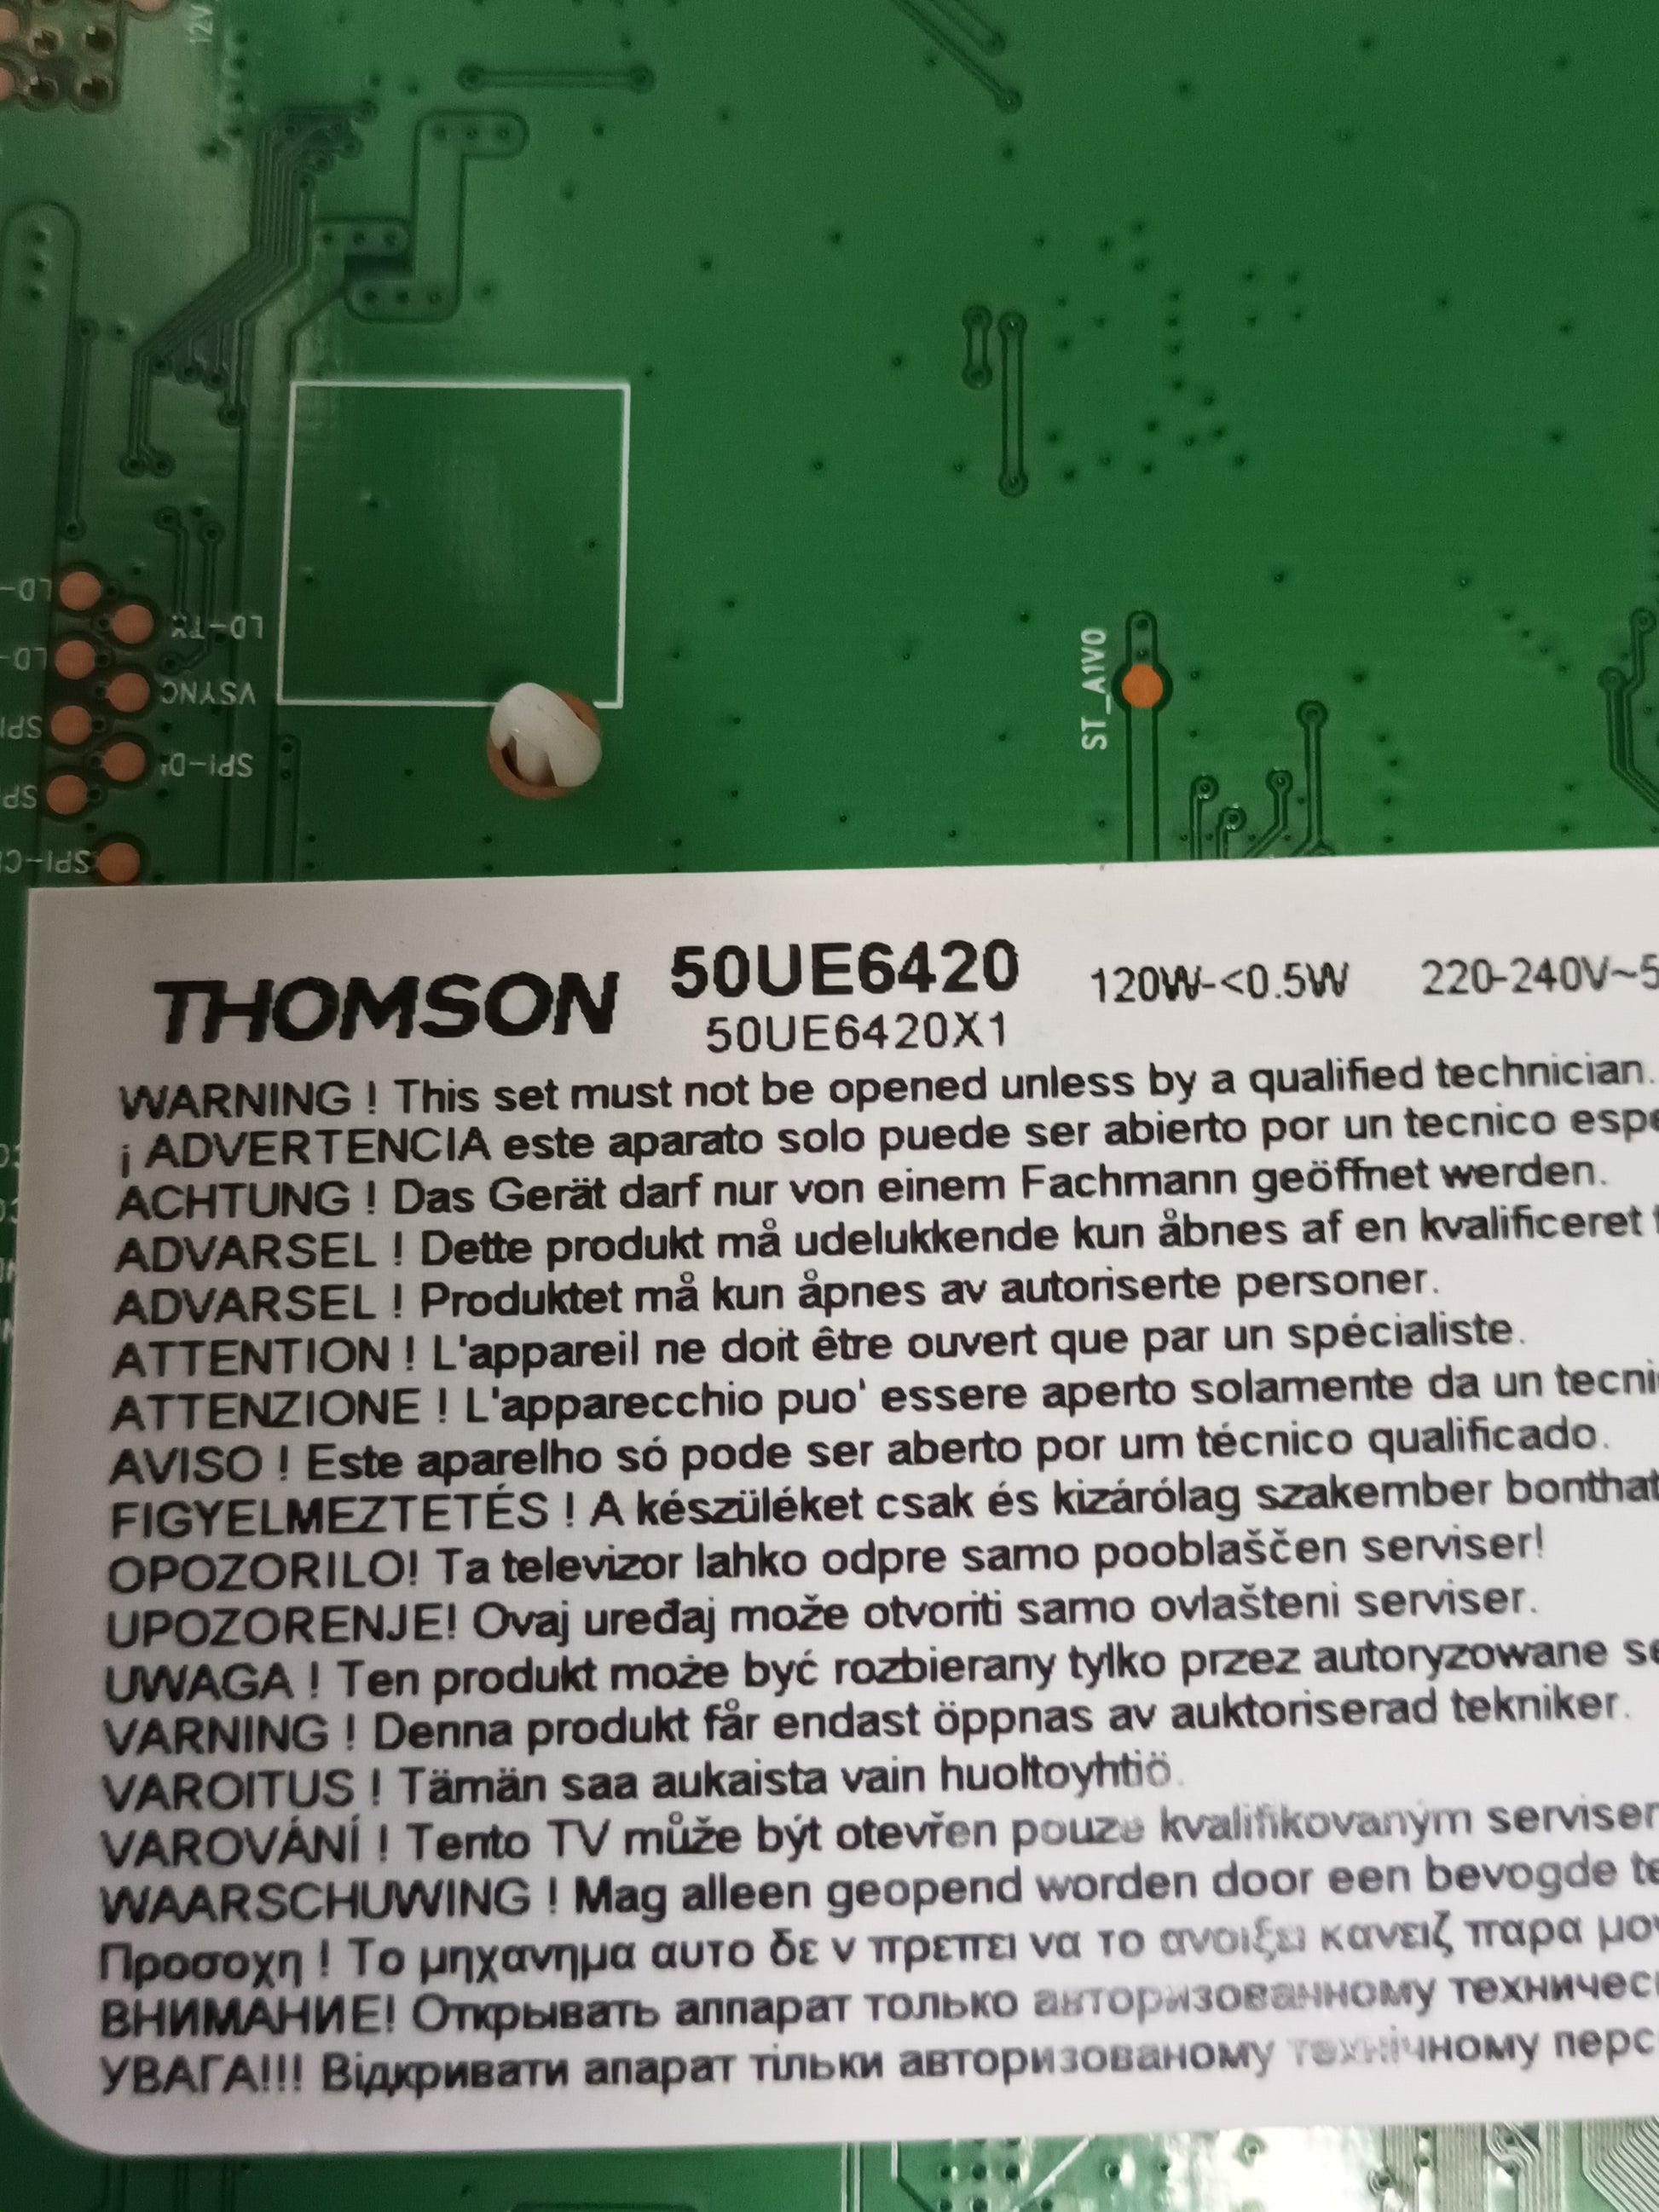 12V
LD-
LD-TX
LD-
VSYNC
SPI
SPI-DI
SPI-C
ST_A1V0
THOMSON 50UE6420 120W-<0.5W 220-240V~5
50UE6420X1
WARNING ! This set must not be opened unless by a qualified technician.
¡ ADVERTENCIA este aparato solo puede ser abierto por un tecnico espe
ACHTUNG ! Das Gerät darf nur von einem Fachmann geöffnet werden.
ADVARSEL ! Dette produkt må udelukkende kun åbnes af en kvalificeret
ADVARSEL ! Produktet må kun åpnes av autoriserte personer.
ATTENTION ! L'appareil ne doit être ouvert que par un spécialiste.
ATTENZIONE ! L'apparecchio puo' essere aperto solamente da un tecni
AVISO ! Este aparelho só pode ser aberto por um técnico qualificado.
FIGYELMEZTETÉS ! A készüléket csak és kizárólag szakember bonthat
OPOZORILO! Ta televizor lahko odpre samo pooblaščen serviser!
UPOZORENJE! Ovaj uređaj može otvoriti samo ovlašteni serviser.
UWAGA ! Ten produkt może być rozbierany tylko przez autoryzowane se
VARNING ! Denna produkt får endast öppnas av auktoriserad tekniker.
VAROITUS ! Tämän saa aukaista vain huoltoyhtiö.
VAROVÁNÍ ! Tento TV může být otevřen pouze kvalifikovaným serviser
WAARSCHUWING ! Mag alleen geopend worden door een bevogde te
Προσοχη ! Το μηχανημα αυτο δε ν πρεπει να το ανοιξει κανειζ παρα μον
ВНИМАНИЕ! Открывать аппарат только авторизованному техничес
УВАГА!!! Відкривати апарат тільки авторизованому технічному перс